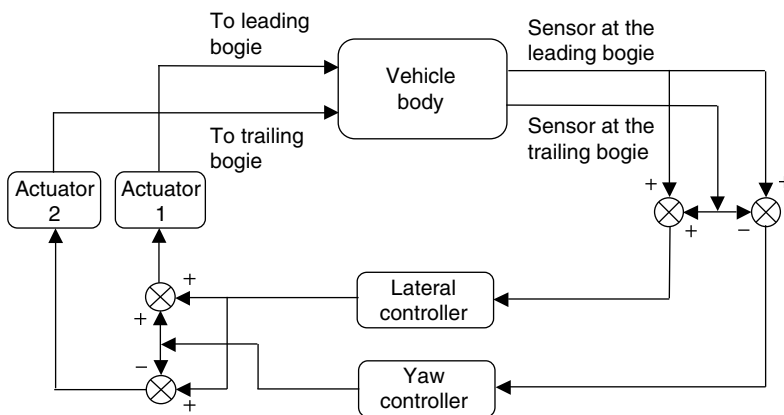 To leading
bogie
Sensor at the
leading bogie
Vehicle
body
To trailing
bogie
Sensor at the
trailing bogie
Actuator
2
Actuator
1
+
−
+
−
+
Lateral
controller
+
−
+
Yaw
controller